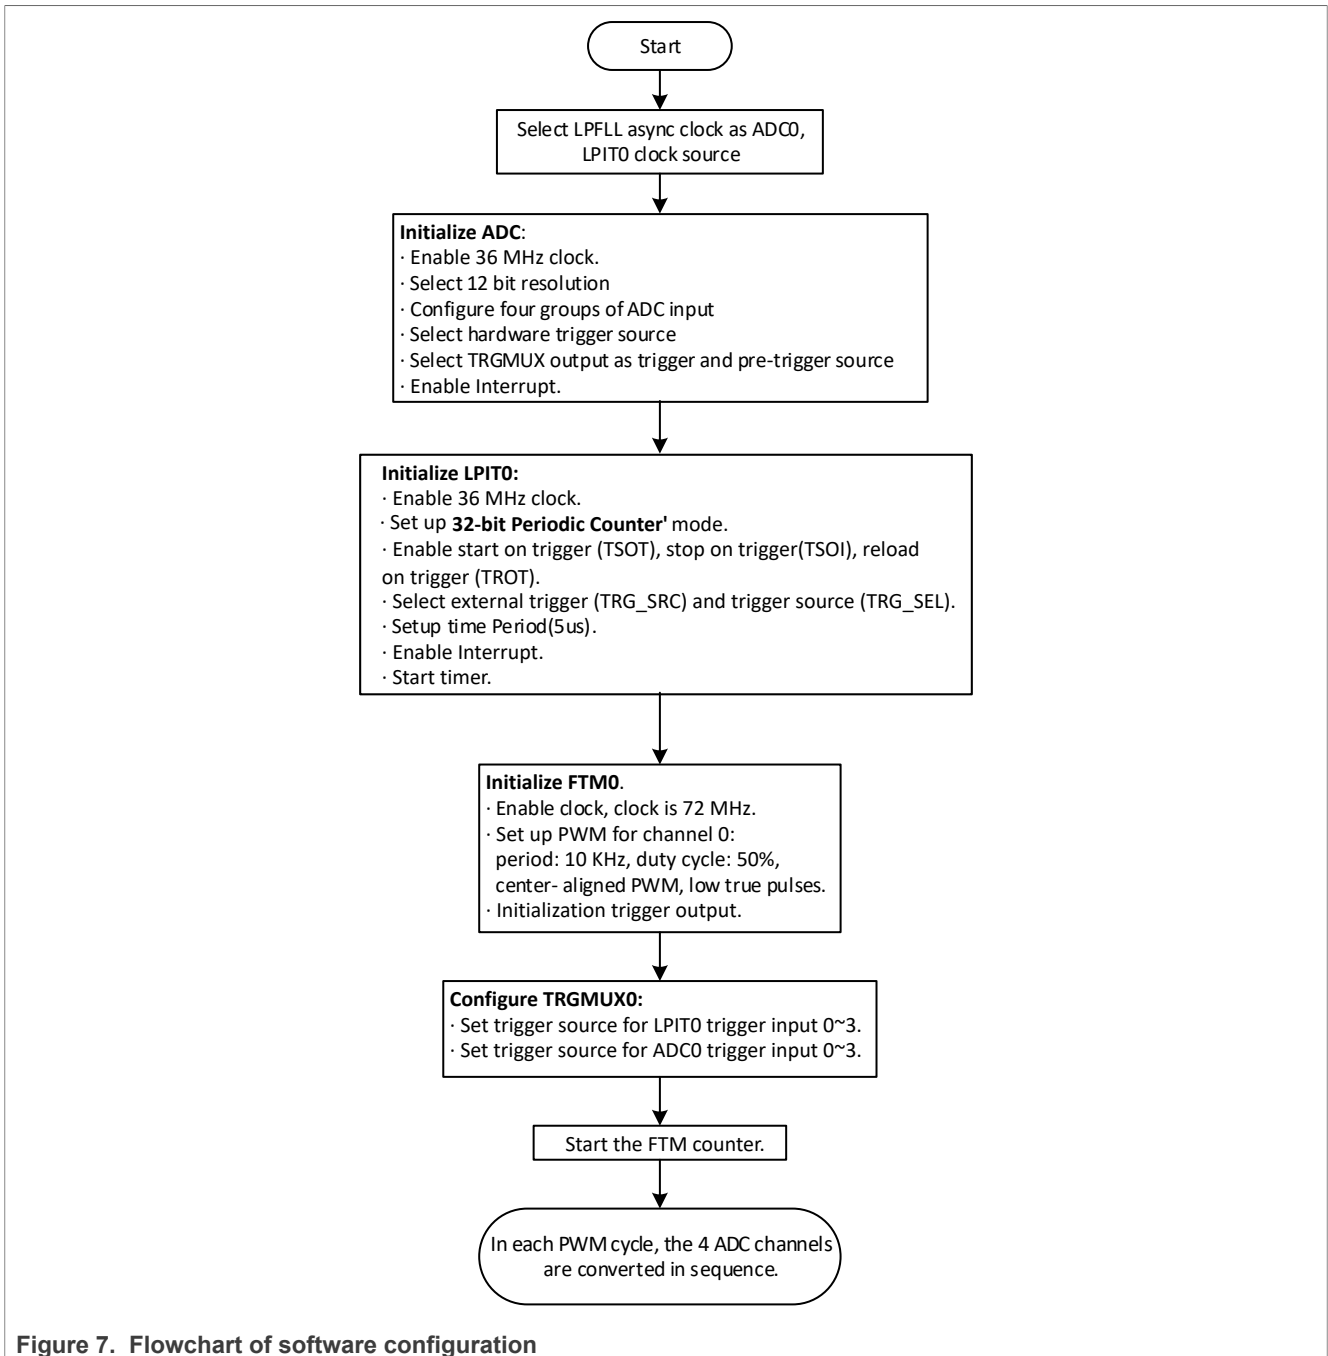 Start
Select LPFLL async clock as ADC0,
LPIT0 clock source
Initialize ADC:
· Enable 36 MHz clock.
· Select 12 bit resolution
· Configure four groups of ADC input
· Select hardware trigger source
· Select TRGMUX output as trigger and pre-trigger source
· Enable Interrupt.
Initialize LPIT0:
· Enable 36 MHz clock.
· Set up 32-bit Periodic Counter' mode.
· Enable start on trigger (TSOT), stop on trigger(TSOI), reload
on trigger (TROT).
· Select external trigger (TRG_SRC) and trigger source (TRG_SEL).
· Setup time Period(5us).
· Enable Interrupt.
· Start timer.
Initialize FTM0.
· Enable clock, clock is 72 MHz.
· Set up PWM for channel 0:
period: 10 KHz, duty cycle: 50%,
center- aligned PWM, low true pulses.
· Initialization trigger output.
Configure TRGMUX0:
· Set trigger source for LPIT0 trigger input 0~3.
· Set trigger source for ADC0 trigger input 0~3.
Start the FTM counter.
In each PWM cycle, the 4 ADC channels
are converted in sequence.
Figure 7. Flowchart of software configuration